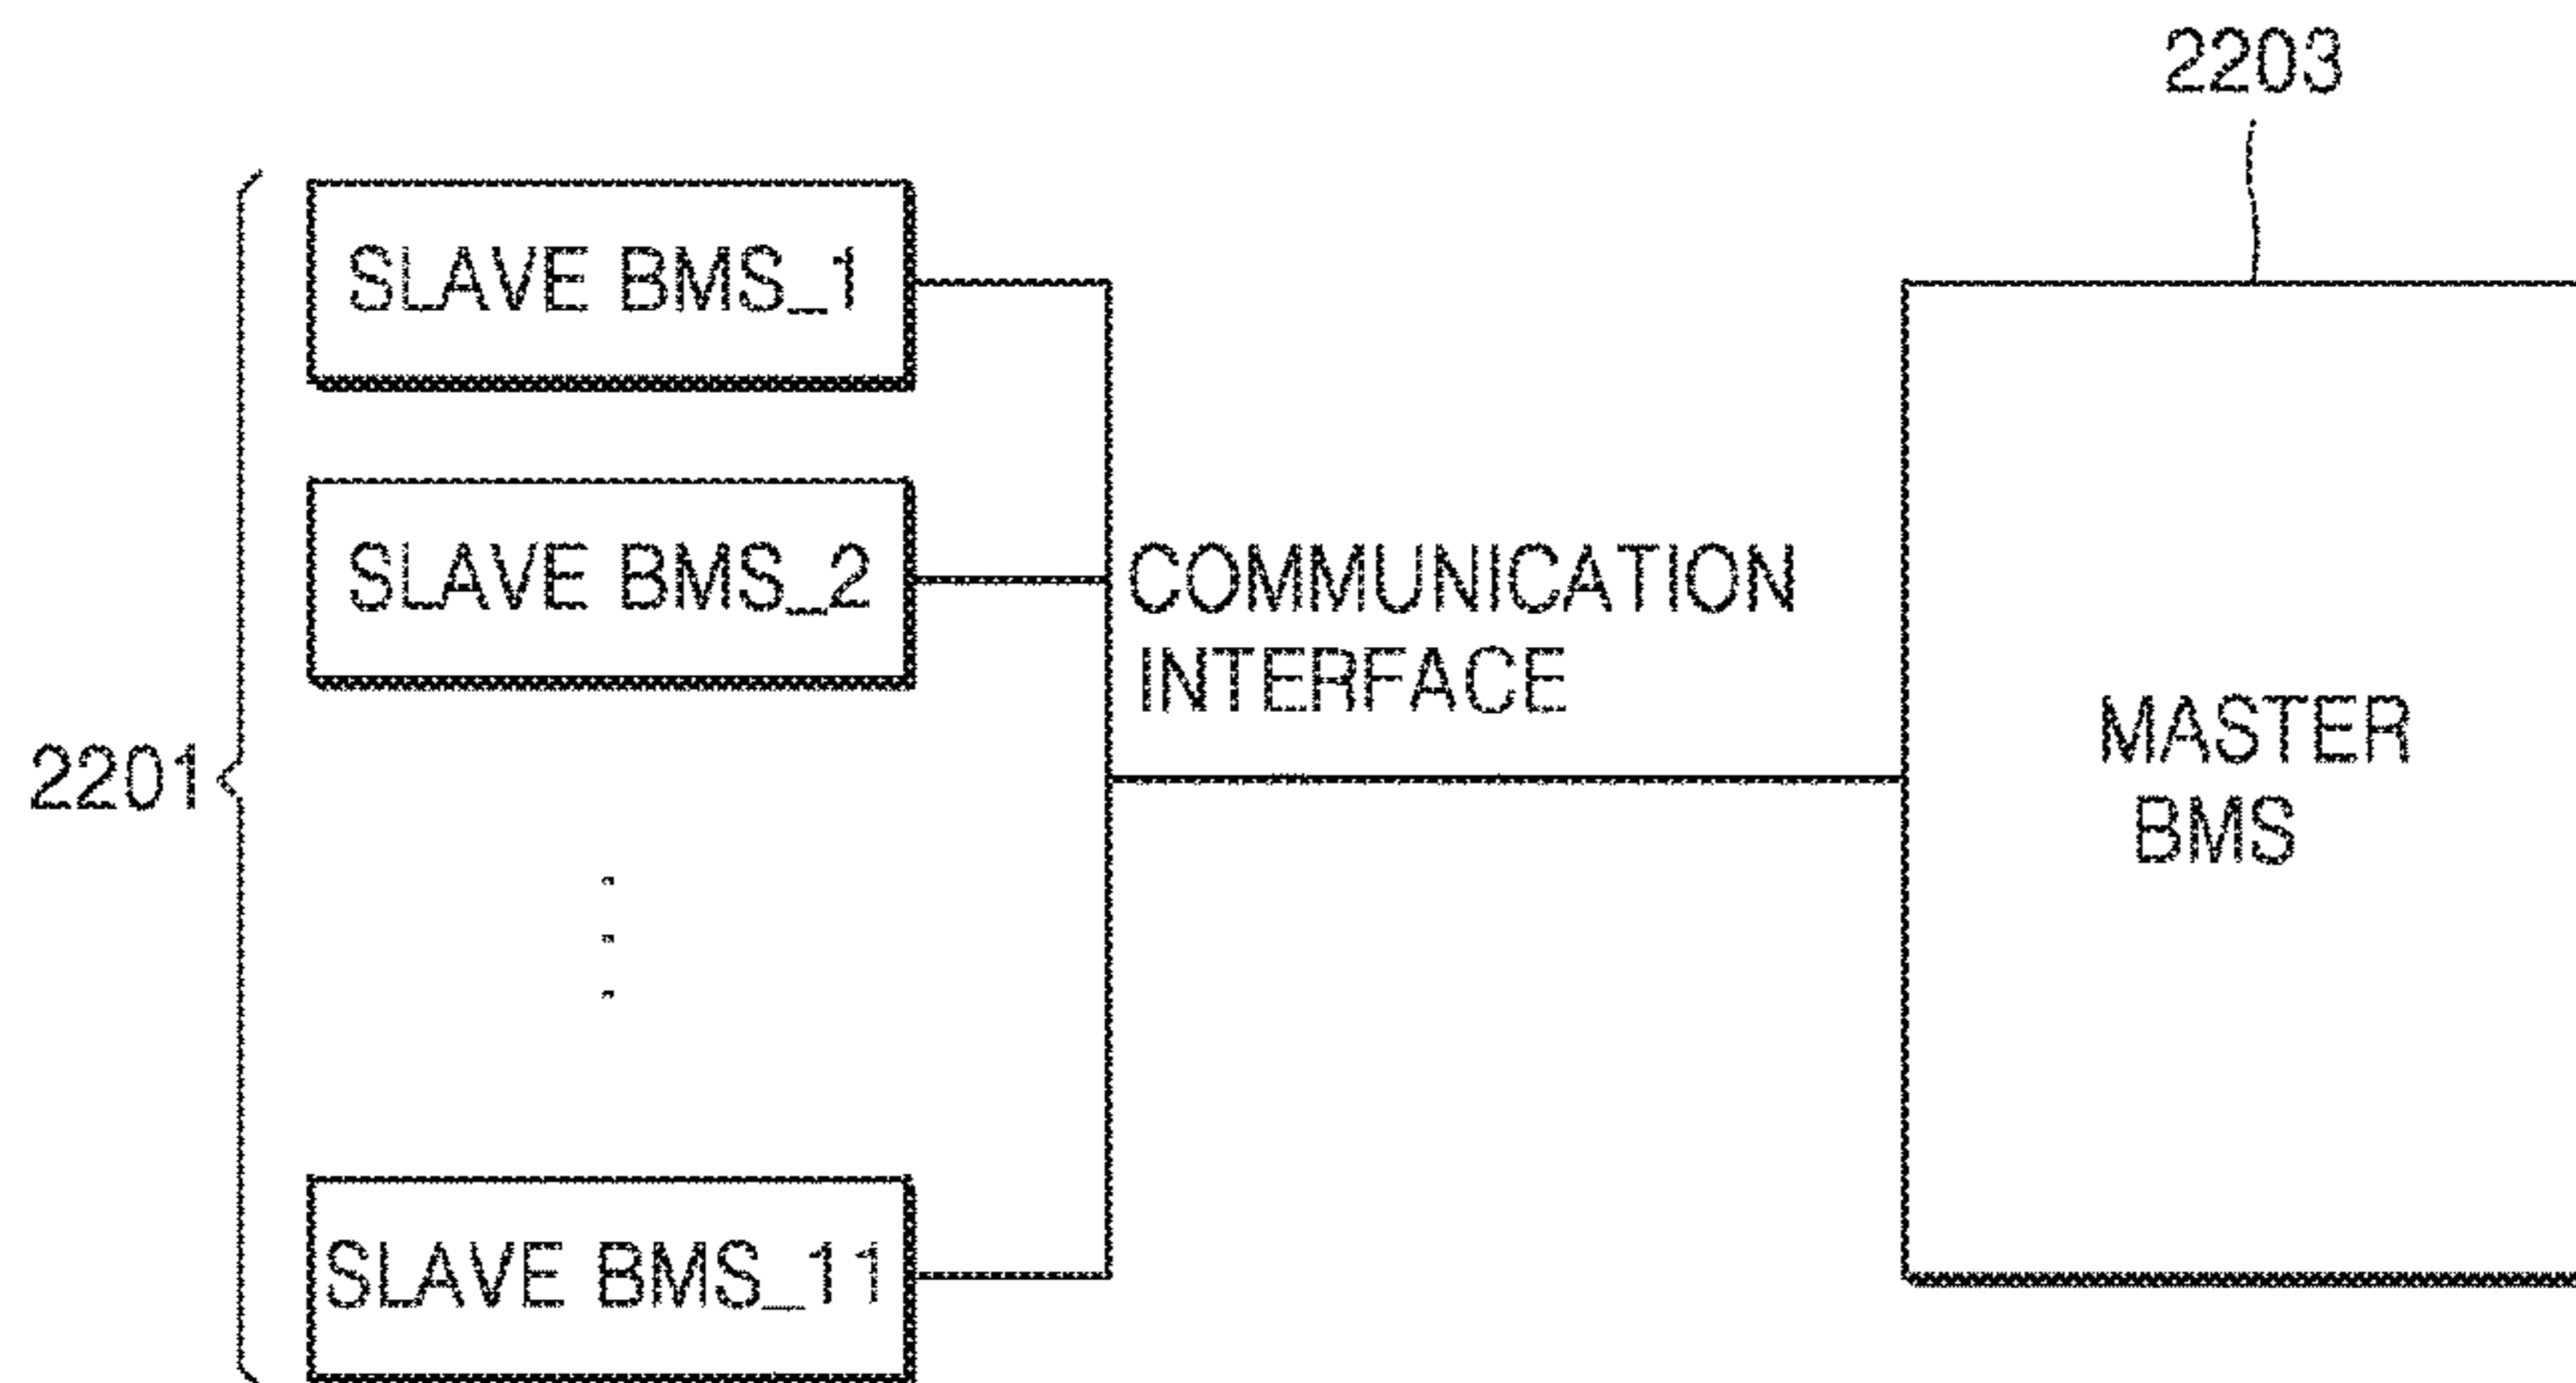 2203
SLAVE BMS_1
SLAVE BMS_2
COMMUNICATION
INTERFACE
2201
MASTER
BMS
SLAVE BMS_11